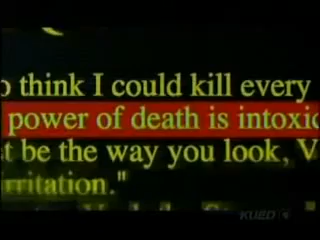 o think I could kill every
power of death is intoxic
t be the way you look, V
rritation."
KUED